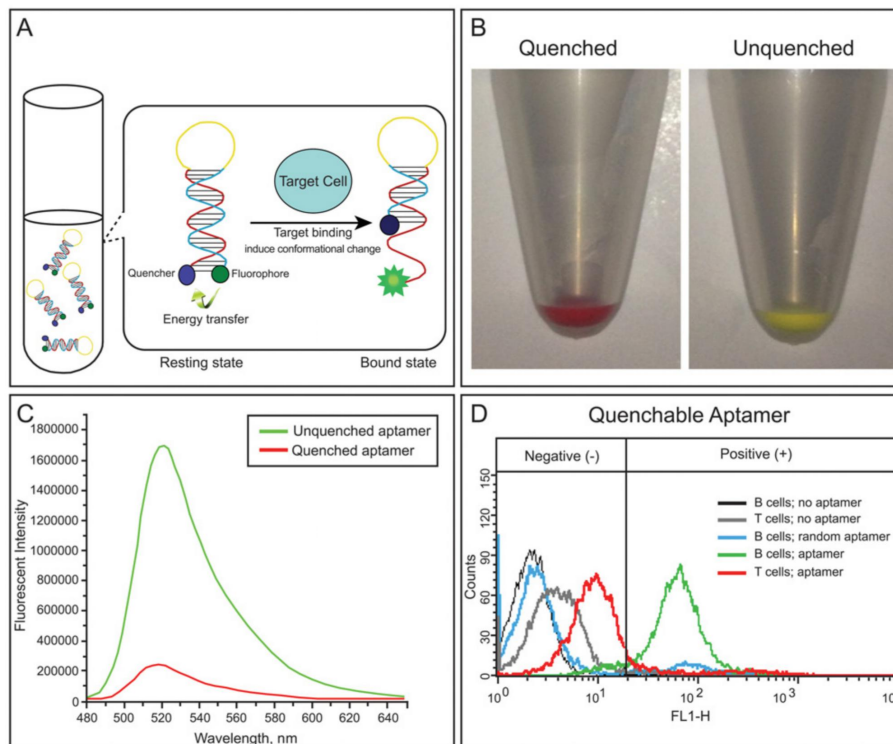 A
Target Cell
Target binding
induce conformational change
Quencher
Fluorophore
Energy transfer
Resting state
Bound state
B
Quenched
Unquenched
C
1800000
1600000
1400000
1200000
1000000
800000
600000
400000
200000
0
Fluorescent Intensity
Unquenched aptamer
Quenched aptamer
480 500 520 540 560 580 600 620 640
Wavelength, nm
D
Quenchable Aptamer
Negative (-)
Positive (+)
150
120
90
60
30
0
Counts
B cells; no aptamer
T cells; no aptamer
B cells; random aptamer
B cells; aptamer
T cells; aptamer
10⁰ 10¹ 10² 10³
FL1-H